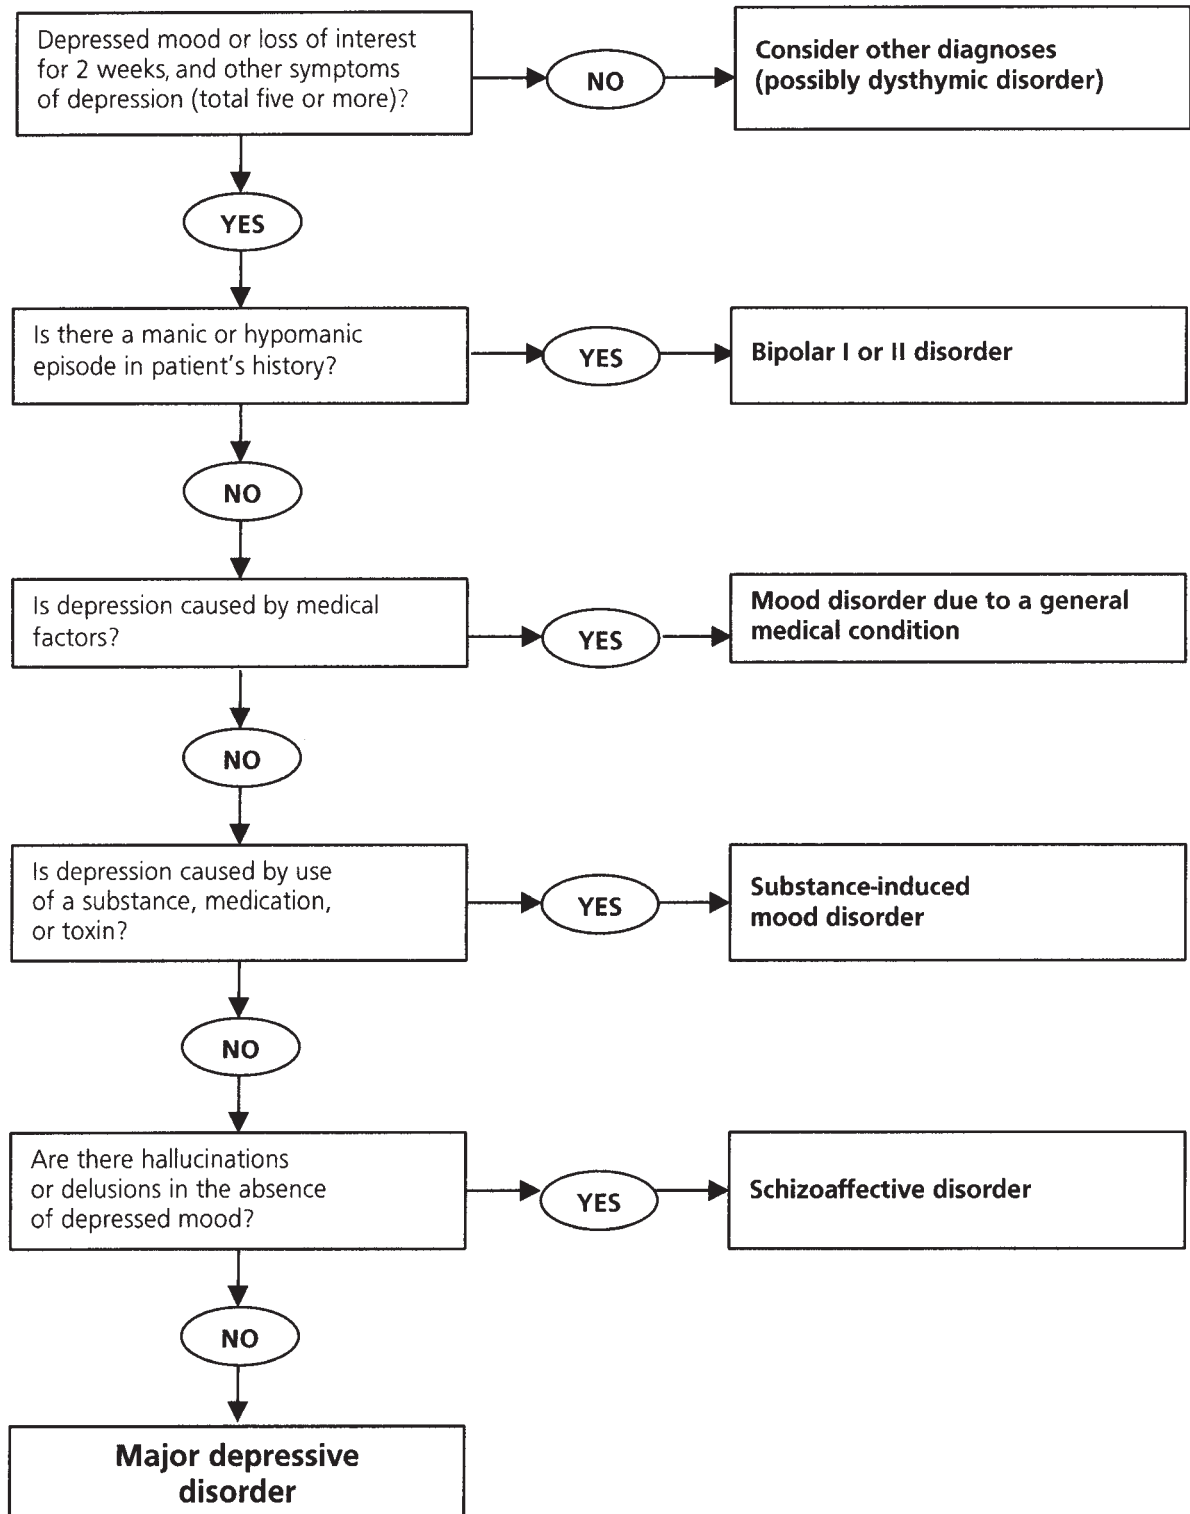 Depressed mood or loss of interest
for 2 weeks, and other symptoms
of depression (total five or more)?
NO
Consider other diagnoses
(possibly dysthymic disorder)
YES
Is there a manic or hypomanic
episode in patient's history?
YES
Bipolar I or II disorder
NO
Is depression caused by medical
factors?
YES
Mood disorder due to a general
medical condition
NO
Is depression caused by use
of a substance, medication,
or toxin?
YES
Substance-induced
mood disorder
NO
Are there hallucinations
or delusions in the absence
of depressed mood?
YES
Schizoaffective disorder
NO
Major depressive
disorder